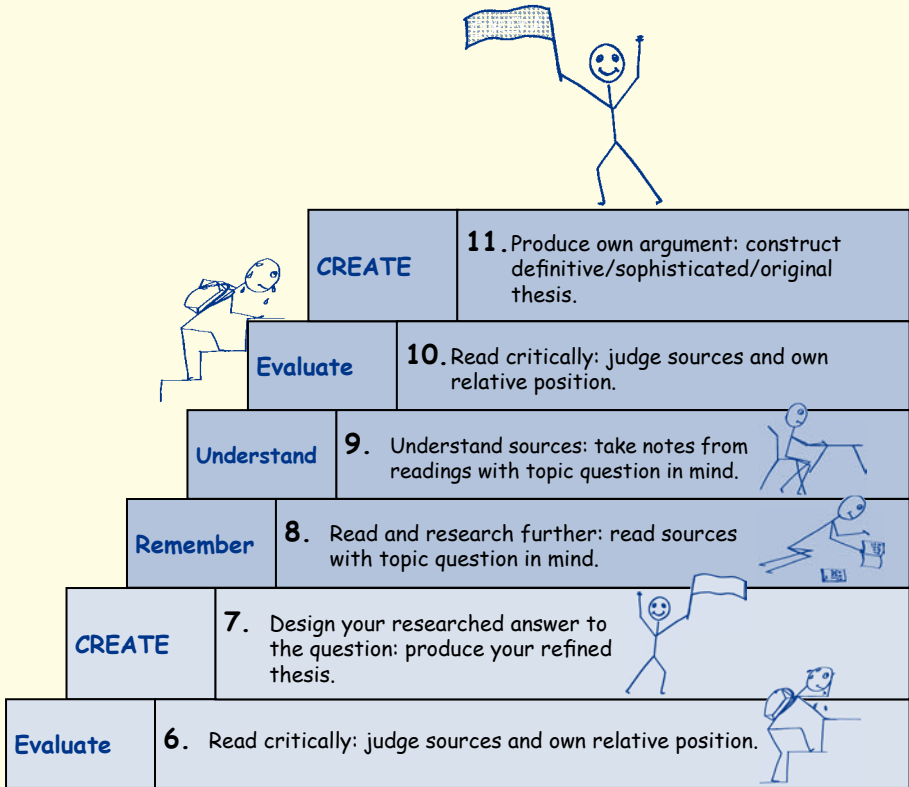 CREATE
11. Produce own argument: construct
definitive/sophisticated/original
thesis.
Evaluate
10. Read critically: judge sources and own
relative position.
Understand
9. Understand sources: take notes from
readings with topic question in mind.
Remember
8. Read and research further: read sources
with topic question in mind.
CREATE
7. Design your researched answer to
the question: produce your refined
thesis.
Evaluate
6. Read critically: judge sources and own relative position.